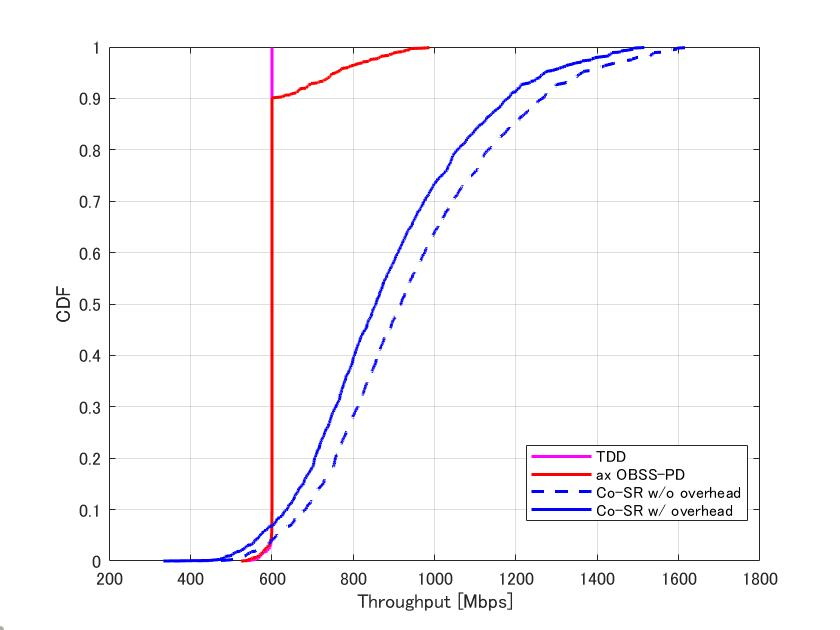 1
0.9
0.8
0.7
0.6
0.5
0.4
0.3
0.2
0.1
0
CDF
TDD
ax OBSS-PD
Co-SR w/o overhead
Co-SR w/ overhead
200 400 600 800 1000 1200 1400 1600 1800
Throughput [Mbps]